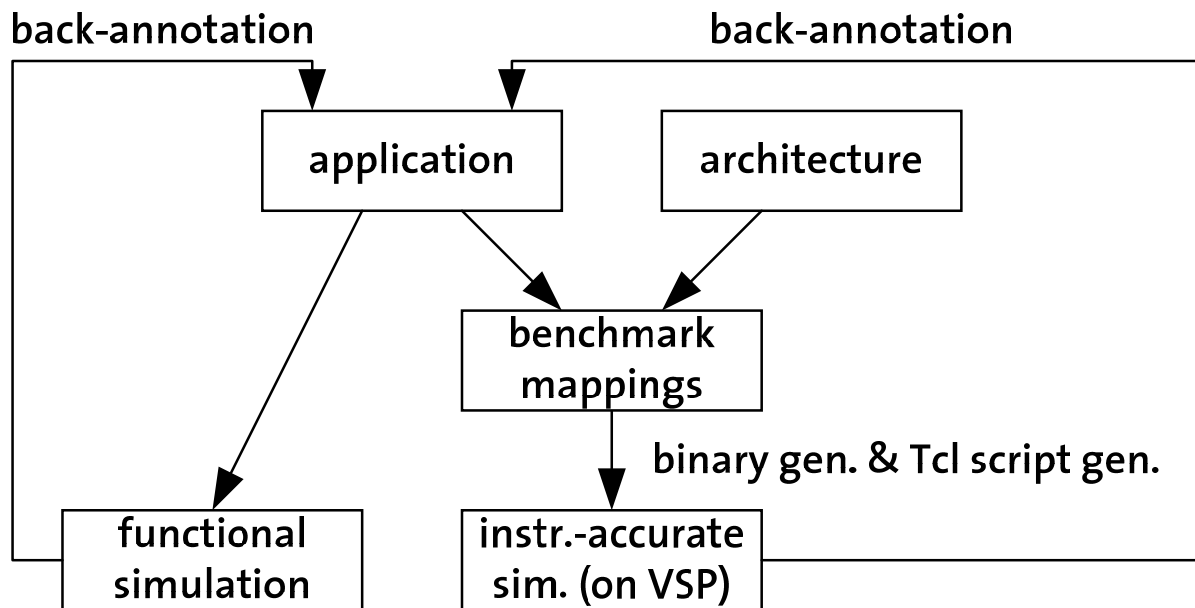 back-annotation
back-annotation
application
architecture
benchmark
mappings
binary gen. & Tcl script gen.
functional
simulation
instr.-accurate
sim. (on VSP)